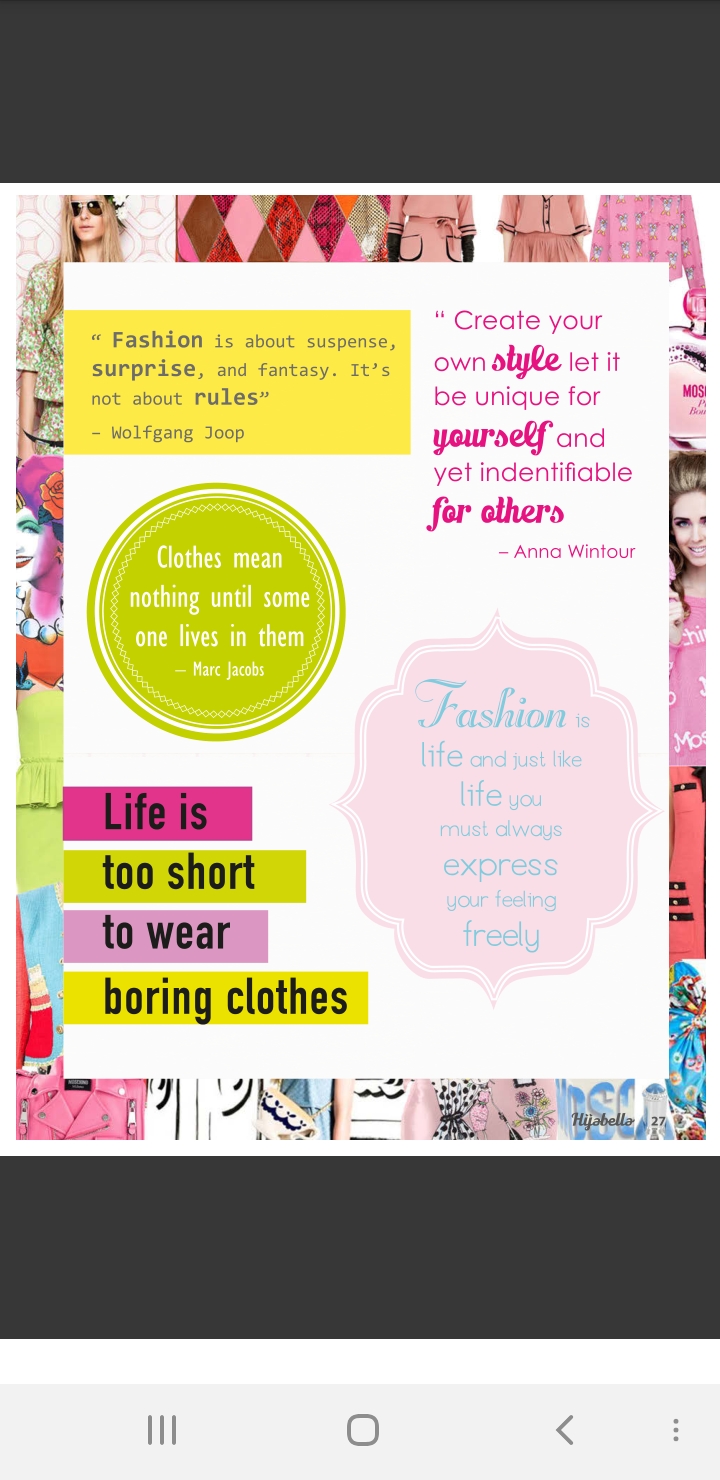 “ Fashion is about suspense,
surprise, and fantasy. It’s
not about rules”
– Wolfgang Joop
“ Create your
own style let it
be unique for
yourself and
yet indentifiable
for others
– Anna Wintour
Clothes mean
nothing until some
one lives in them
– Marc Jacobs
Fashion is
life and just like
life you
must always
express
your feeling
freely
Life is
too short
to wear
boring clothes
MOSCHINO
Hijabella 27